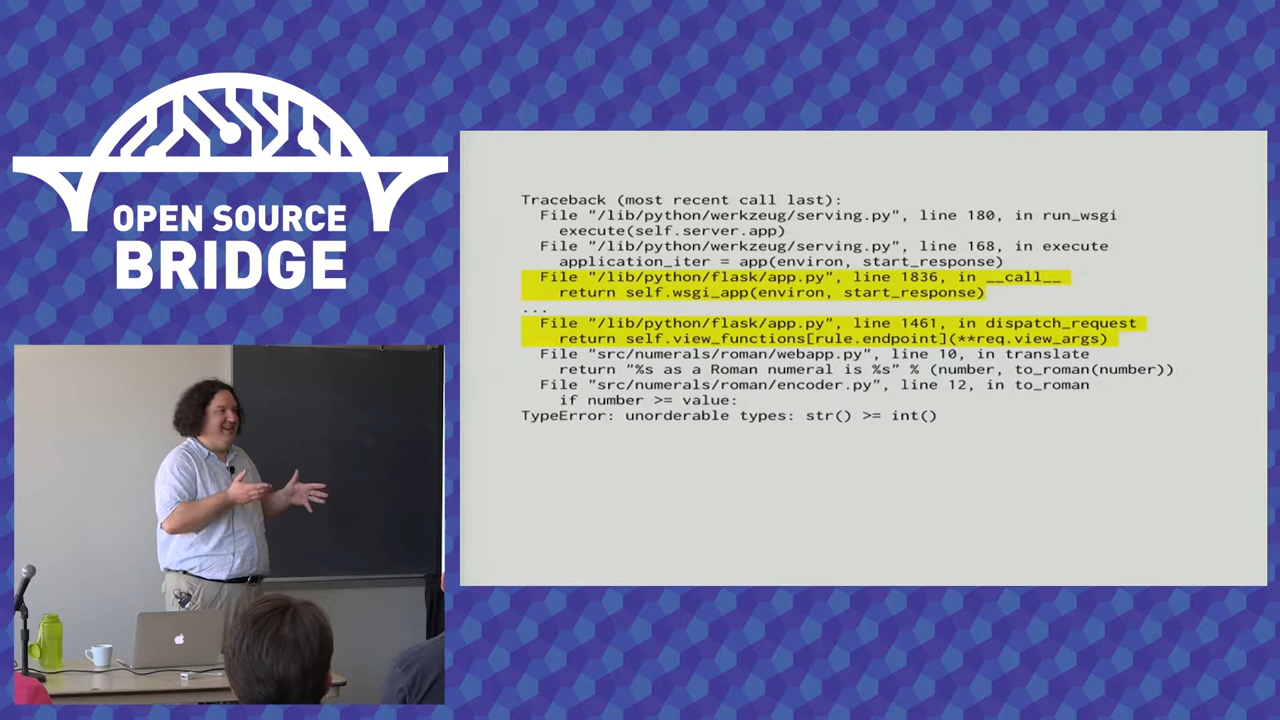 OPEN SOURCE
BRIDGE
Traceback (most recent call last):
File "/lib/python/werkzeug/serving.py", line 180, in run_wsgi
execute(self.server.app)
File "/lib/python/werkzeug/serving.py", line 168, in execute
application_iter = app(environ, start_response)
File "/lib/python/flask/app.py", line 1836, in __call__
return self.wsgi_app(environ, start_response)
...
File "/lib/python/flask/app.py", line 1461, in dispatch_request
return self.view_functions[rule.endpoint](**req.view_args)
File "src/numerals/roman/webapp.py", line 10, in translate
return "%s as a Roman numeral is %s" % (number, to_roman(number))
File "src/numerals/roman/encoder.py", line 12, in to_roman
if number >= value:
TypeError: unorderable types: str() >= int()